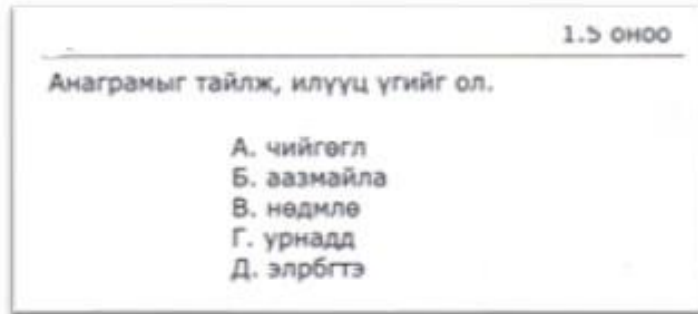 1.5 оноо
Анаграмыг тайлж, илүүц үгийг ол.
А. чийгөгл
Б. аазмайла
В. нөдмлө
Г. урнадд
Д. элрбгтэ